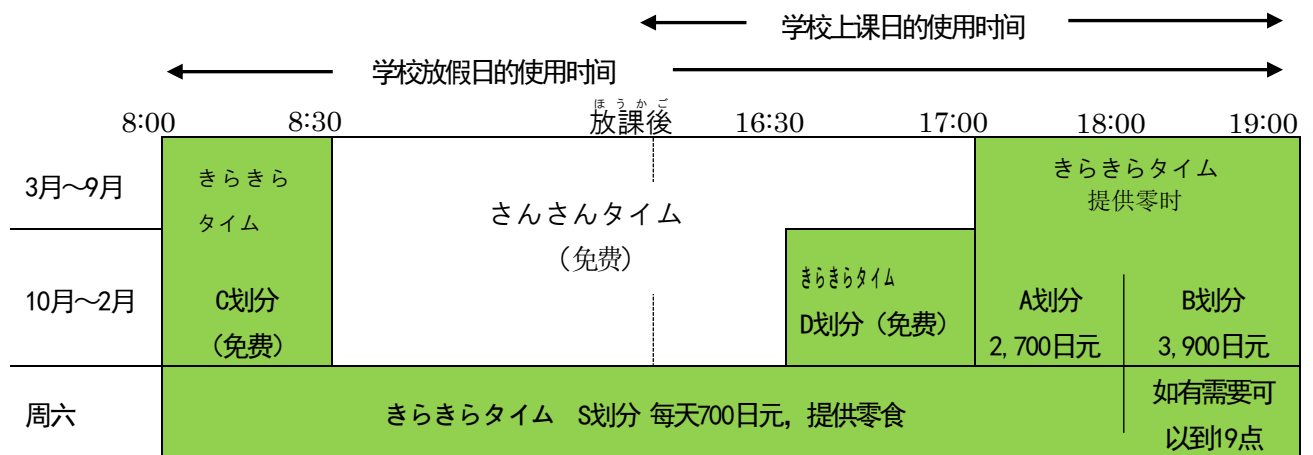 学校上课日的使用时间
学校放假日的使用时间
ほうかご
8:00 8:30 放課後 16:30 17:00 18:00 19:00
3月～9月
きらきら
タイム
さんさんタイム
（免费）
きらきらタイム
提供零时
10月～2月
C划分
（免费）
きらきらタイム
D划分（免费）
A划分
2,700日元
B划分
3,900日元
周六
きらきらタイム S划分 每天700日元，提供零食
如有需要可
以到19点